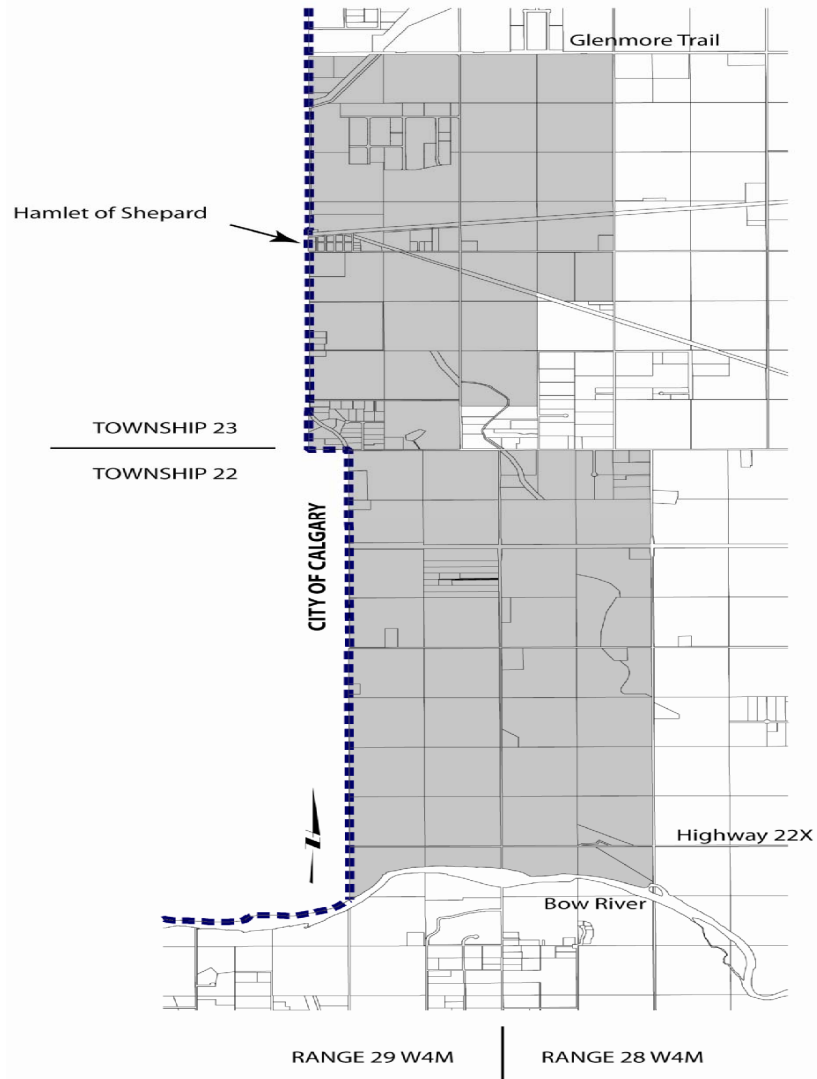 Glenmore Trail
Hamlet of Shepard
TOWNSHIP 23
TOWNSHIP 22
CITY OF CALGARY
N
Highway 22X
Bow River
RANGE 29 W4M
RANGE 28 W4M